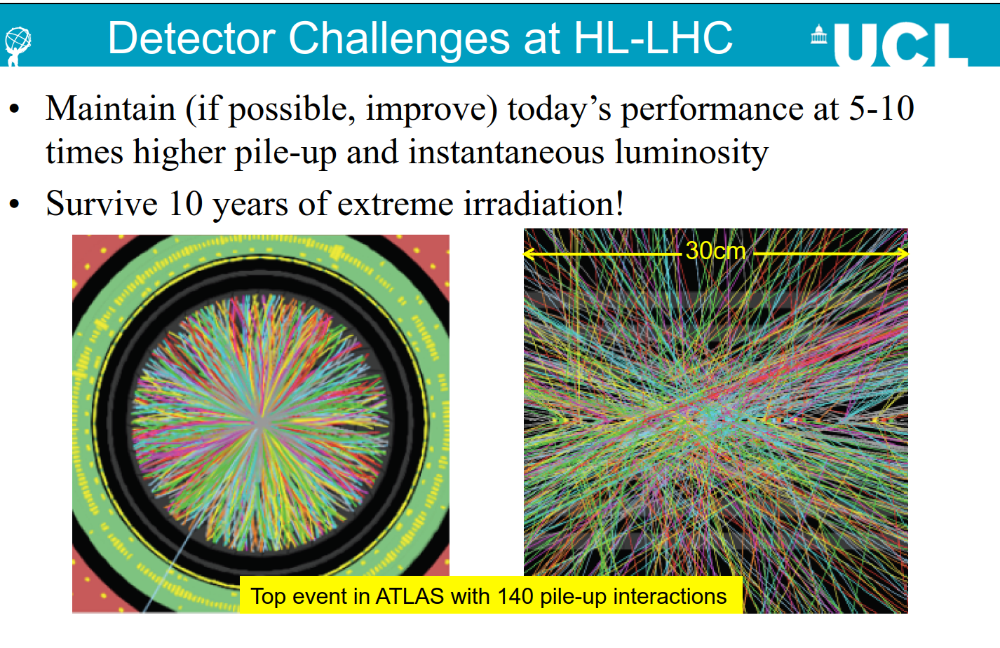 Detector Challenges at HL-LHC
UCL
• Maintain (if possible, improve) today’s performance at 5-10
times higher pile-up and instantaneous luminosity
• Survive 10 years of extreme irradiation!
30cm
Top event in ATLAS with 140 pile-up interactions